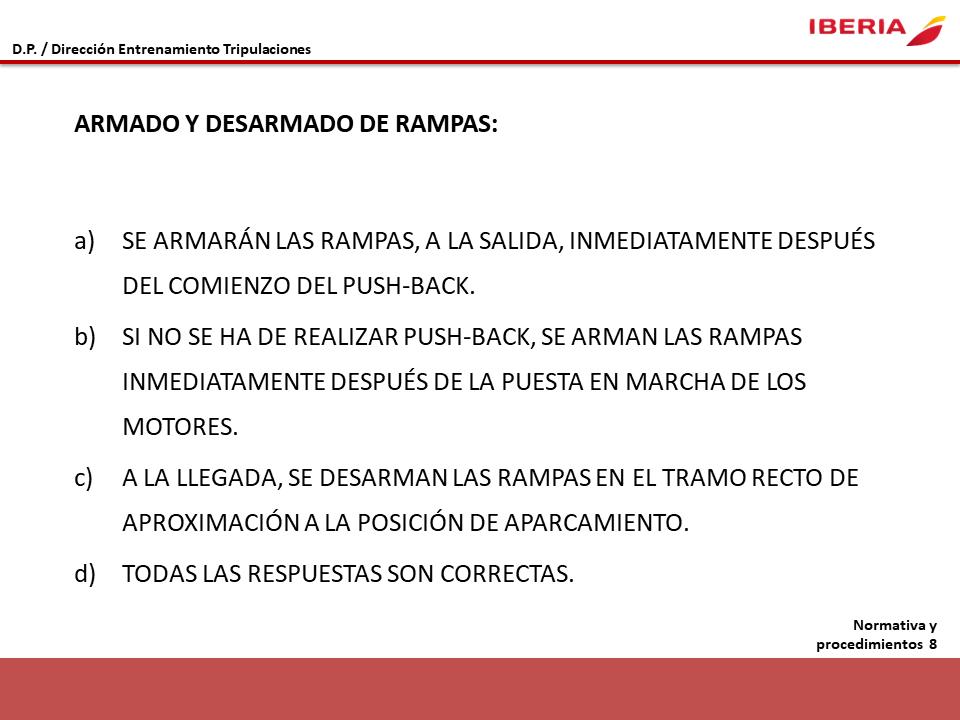 IBERIA
D.P. / Dirección Entrenamiento Tripulaciones
ARMADO Y DESARMADO DE RAMPAS:
a) SE ARMARÁN LAS RAMPAS, A LA SALIDA, INMEDIATAMENTE DESPUÉS
DEL COMIENZO DEL PUSH-BACK.
b) SI NO SE HA DE REALIZAR PUSH-BACK, SE ARMAN LAS RAMPAS
INMEDIATAMENTE DESPUÉS DE LA PUESTA EN MARCHA DE LOS
MOTORES.
c) A LA LLEGADA, SE DESARMAN LAS RAMPAS EN EL TRAMO RECTO DE
APROXIMACIÓN A LA POSICIÓN DE APARCAMIENTO.
d) TODAS LAS RESPUESTAS SON CORRECTAS.
Normativa y
procedimientos 8